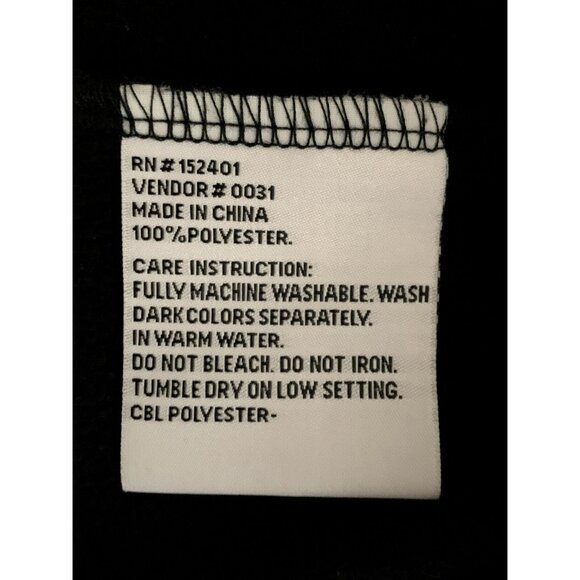 RN# 152401
VENDOR# 0031
MADE IN CHINA
100%POLYESTER.
CARE INSTRUCTION:
FULLY MACHINE WASHABLE. WASH
DARK COLORS SEPARATELY.
IN WARM WATER.
DO NOT BLEACH. DO NOT IRON.
TUMBLE DRY ON LOW SETTING.
CBL POLYESTER-